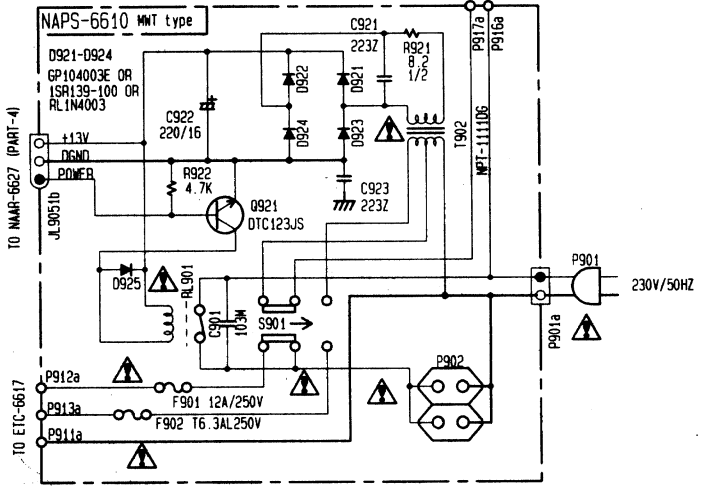 NAPS-6610 MWT type
P917a
P916a
C921
223Z
R921
8.2
1/2
D921-D924
GP104003E OR
1SR139-100 OR
RL1N4003
D922
D921
C922
220/16
D924
D923
T902
NPT-1111DG
TO NAAR-6627 (PART-4)
+13V
DGND
POWER
JL9051b
R922
4.7K
C923
223Z
Q921
DTC123JS
D925
RL901
C901
103M
S901
P901
230V/50HZ
P901a
P902
TO ETC-6617
P912a
F901 12A/250V
P913a
F902 T6.3AL250V
P911a